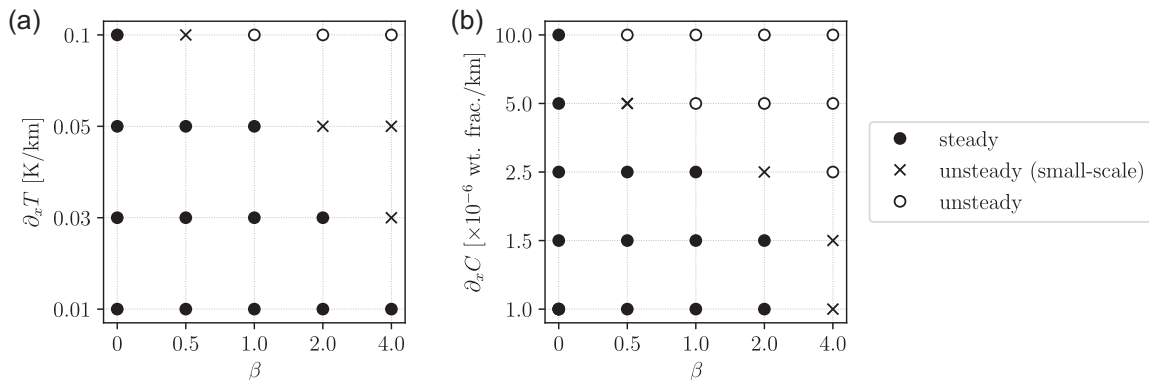 (a)
0.1
0.05
0.03
0.01
∂ₓT [K/km]
0 0.5 1.0 2.0 4.0
β
(b)
10.0
5.0
2.5
1.5
1.0
∂ₓC [×10⁻⁶ wt. frac./km]
0 0.5 1.0 2.0 4.0
β
steady
unsteady (small-scale)
unsteady